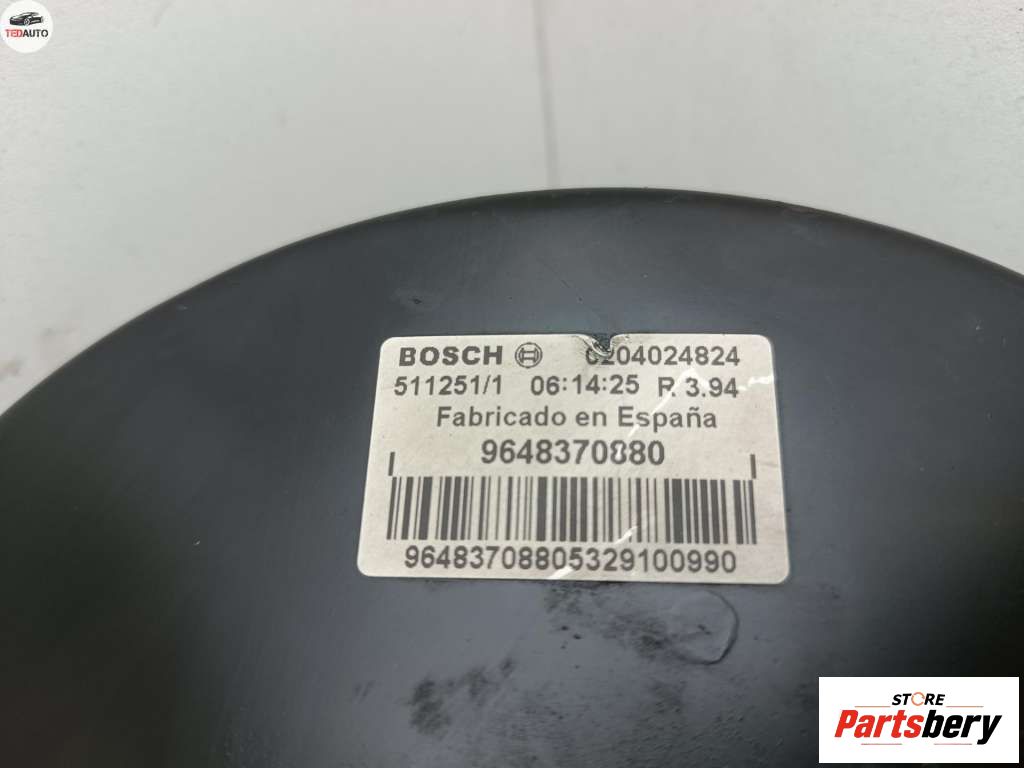 TEDAUTO
BOSCH 0204024824
511251/1 06:14:25 R 3.94
Fabricado en España
9648370880
96483708805329100990
STORE
Partsbery